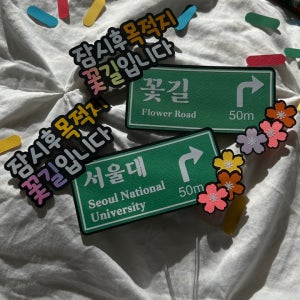 잠시후목적지
꽃길입니다
꽃길
Flower Road
50m
잠시후목적지
꽃길입니다
서울대
Seoul National
University
50m